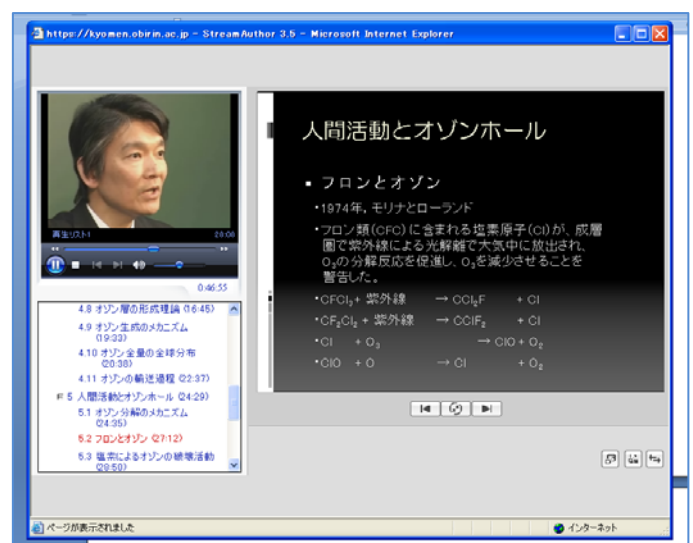 https://kyomen.obirin.ac.jp - StreamAuthor 3.5 - Microsoft Internet Explorer
再生リスト1 28:08
0:46:55
4.8 オゾン層の形成理論 (16:45)
4.9 オゾン生成のメカニズム
(19:33)
4.10 オゾン全量の全球分布
(20:38)
4.11 オゾンの輸送過程 (22:37)
5 人間活動とオゾンホール (24:29)
5.1 オゾン分解のメカニズム
(24:35)
5.2 フロンとオゾン (27:12)
5.3 塩素によるオゾンの破壊活動
(28:50)
人間活動とオゾンホール
▪ フロンとオゾン
・1974年, モリナとローランド
・フロン類(CFC)に含まれる塩素原子(Cl)が、成層
圏で紫外線による光解離で大気中に放出され、
O₃の分解反応を促進し、O₃を減少させることを
警告した。
・CFCl₃+ 紫外線 → CCl₂F + Cl
・CF₂Cl₂+ 紫外線 → CClF₂ + Cl
・Cl + O₃ → ClO + O₂
・ClO + O → Cl + O₂
ページが表示されました
インターネット